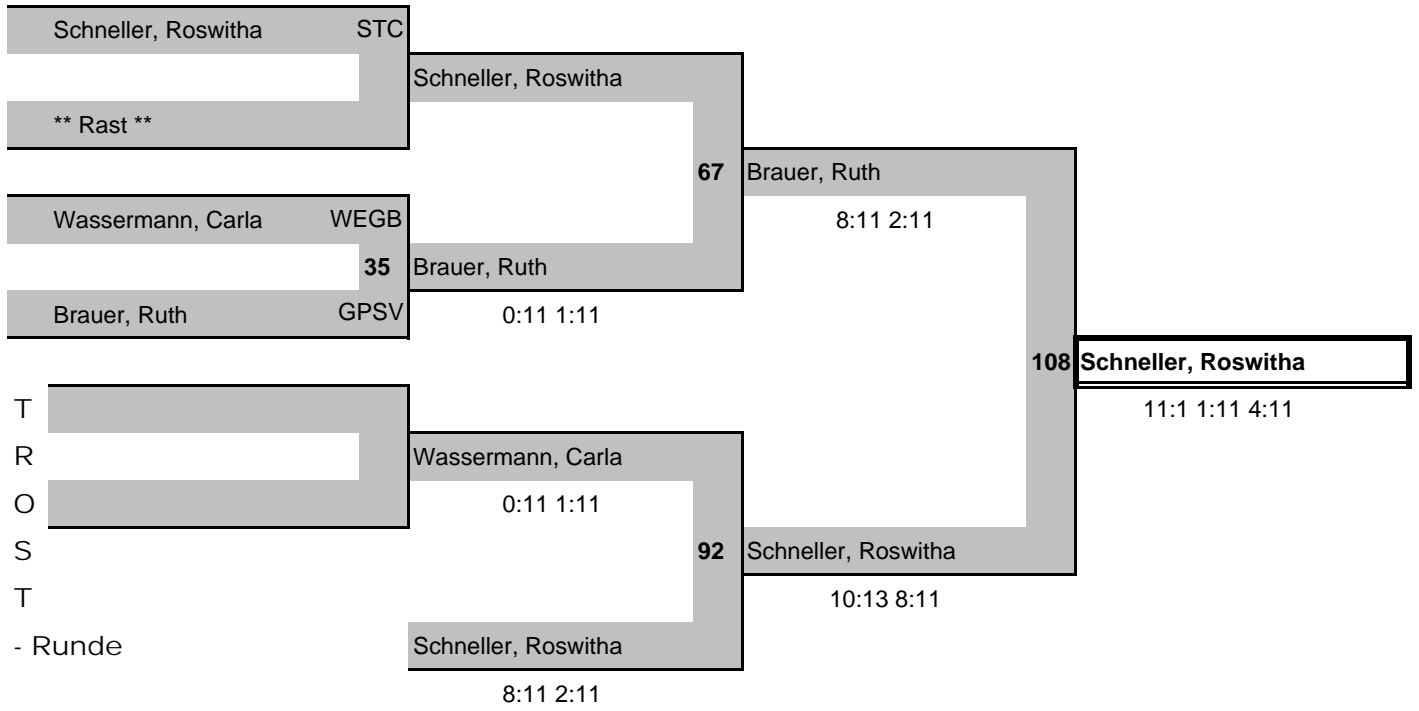 Schneller, Roswitha STC
Schneller, Roswitha
** Rast **
67 Brauer, Ruth
Wassermann, Carla WEGB
8:11 2:11
35 Brauer, Ruth
Brauer, Ruth GPSV
0:11 1:11
108 Schneller, Roswitha
T
11:1 1:11 4:11
R
Wassermann, Carla
O
0:11 1:11
S
92 Schneller, Roswitha
T
10:13 8:11
- Runde
Schneller, Roswitha
8:11 2:11